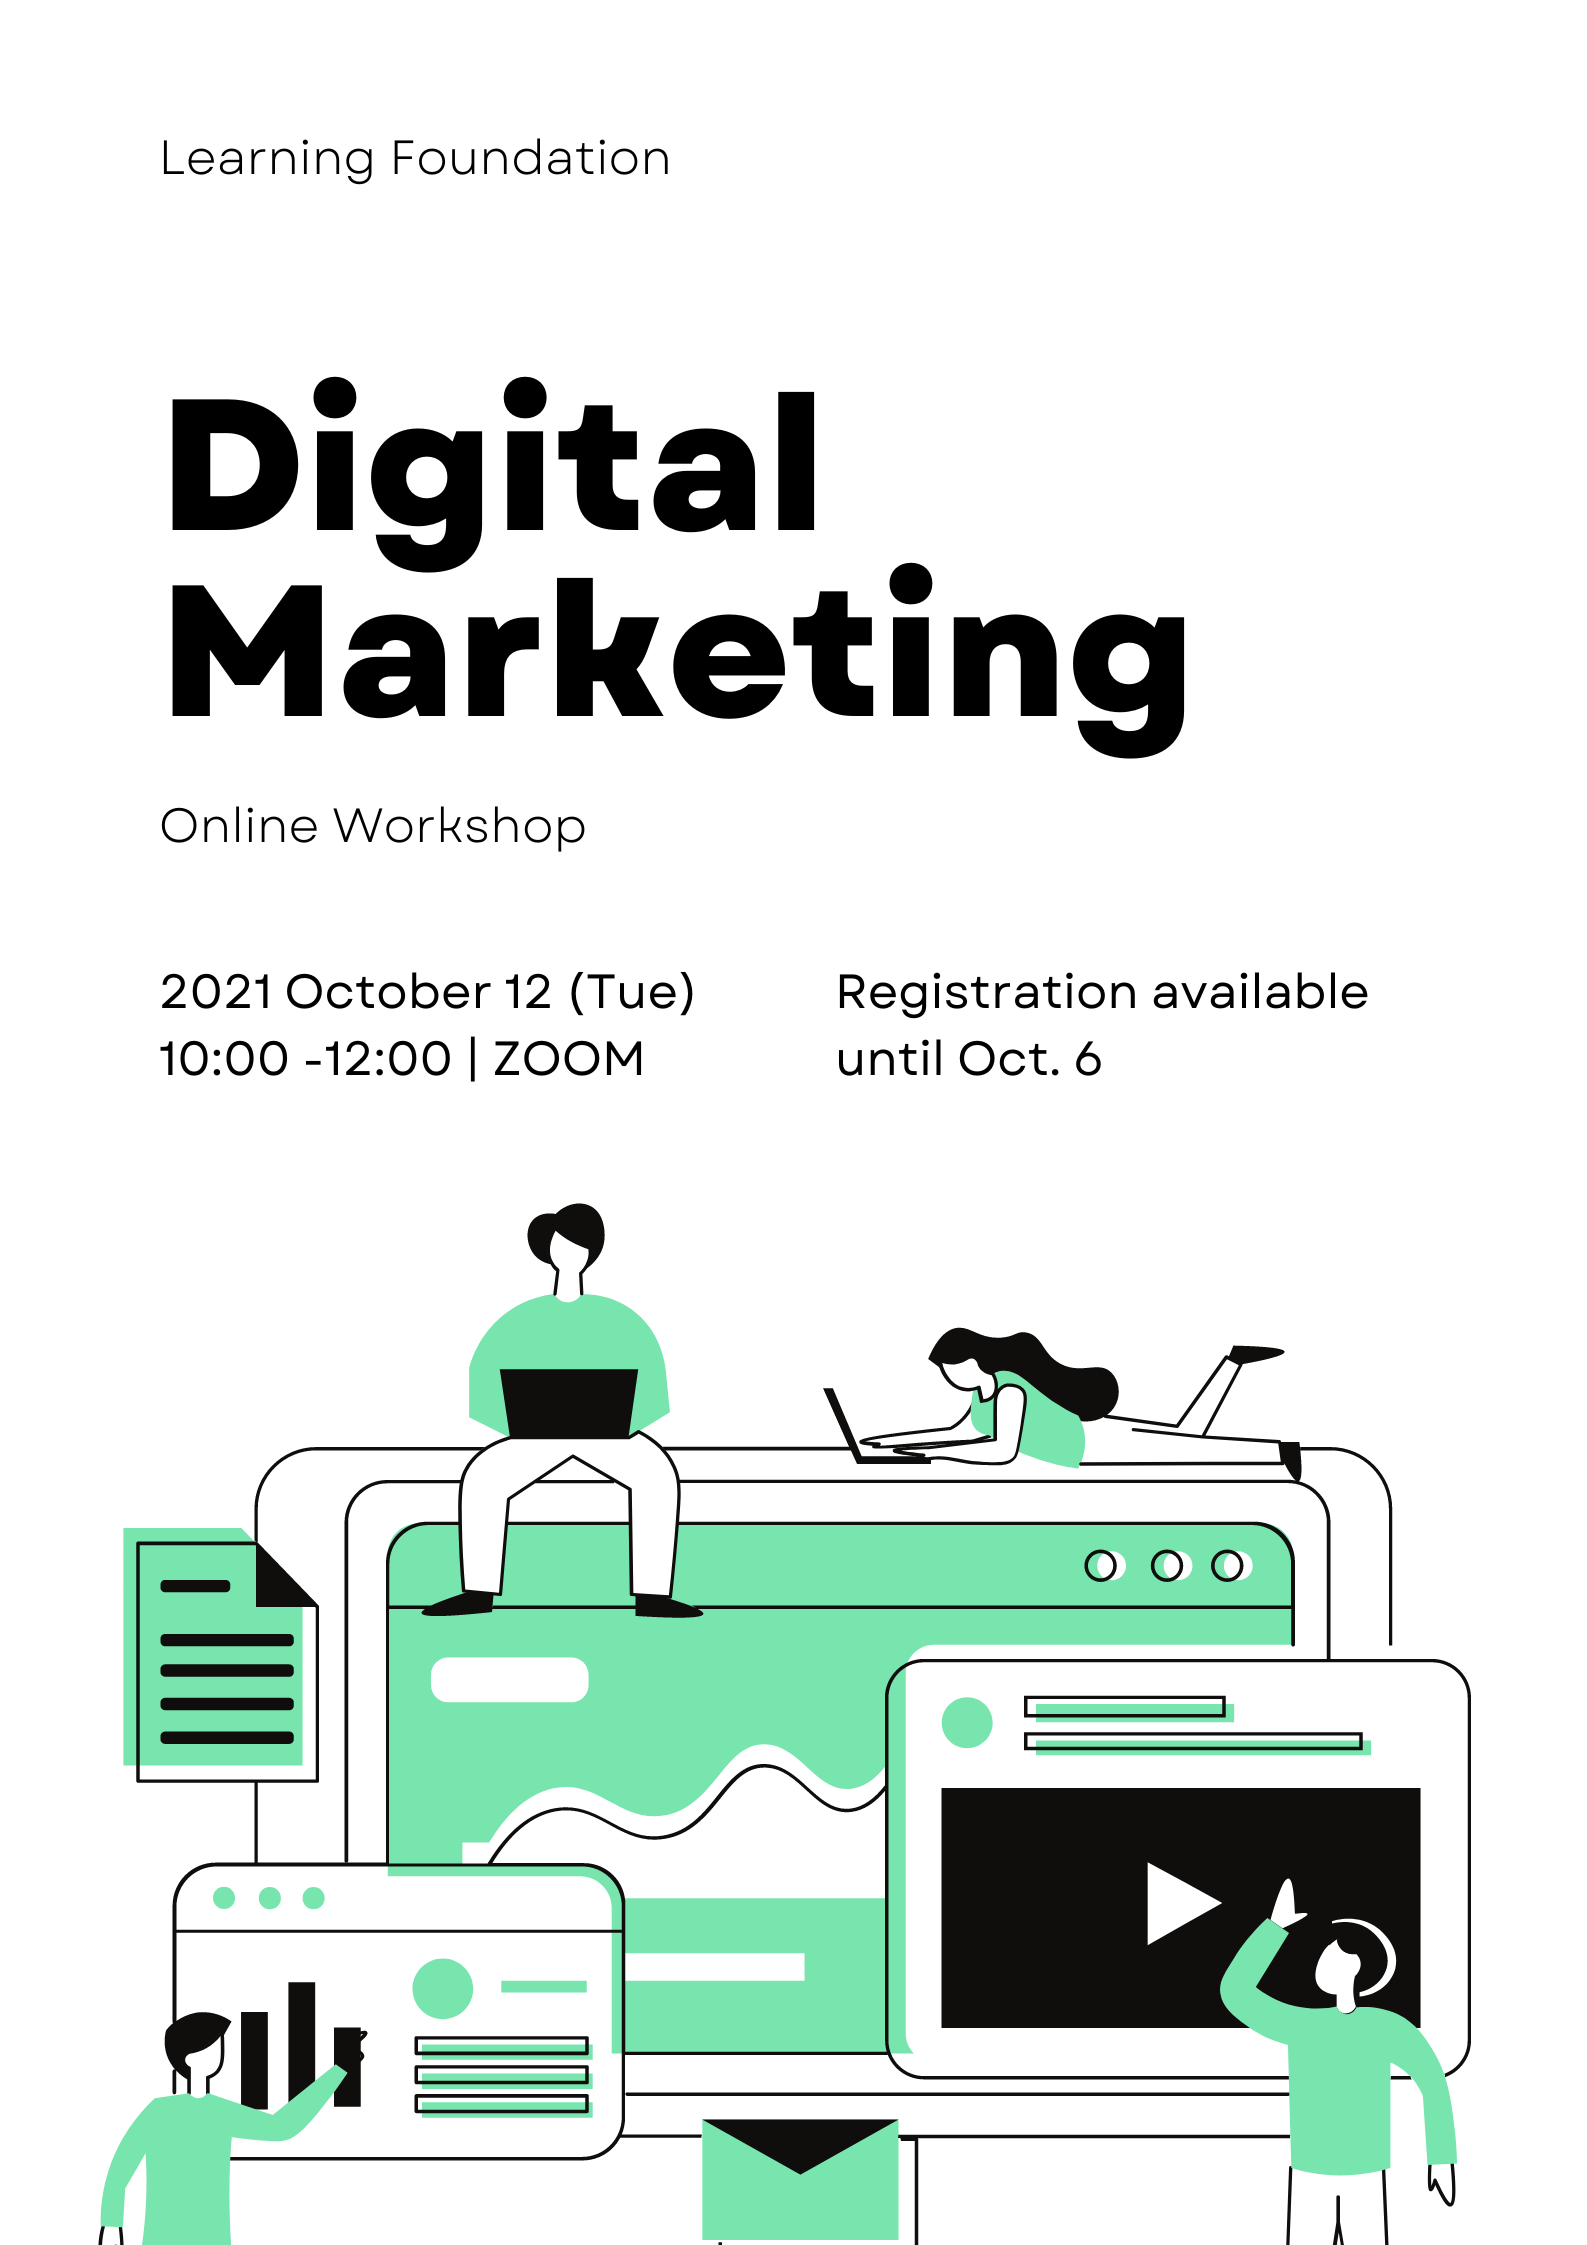 Learning Foundation
Digital
Marketing
Online Workshop
2021 October 12 (Tue)
10:00 -12:00 | ZOOM
Registration available
until Oct. 6